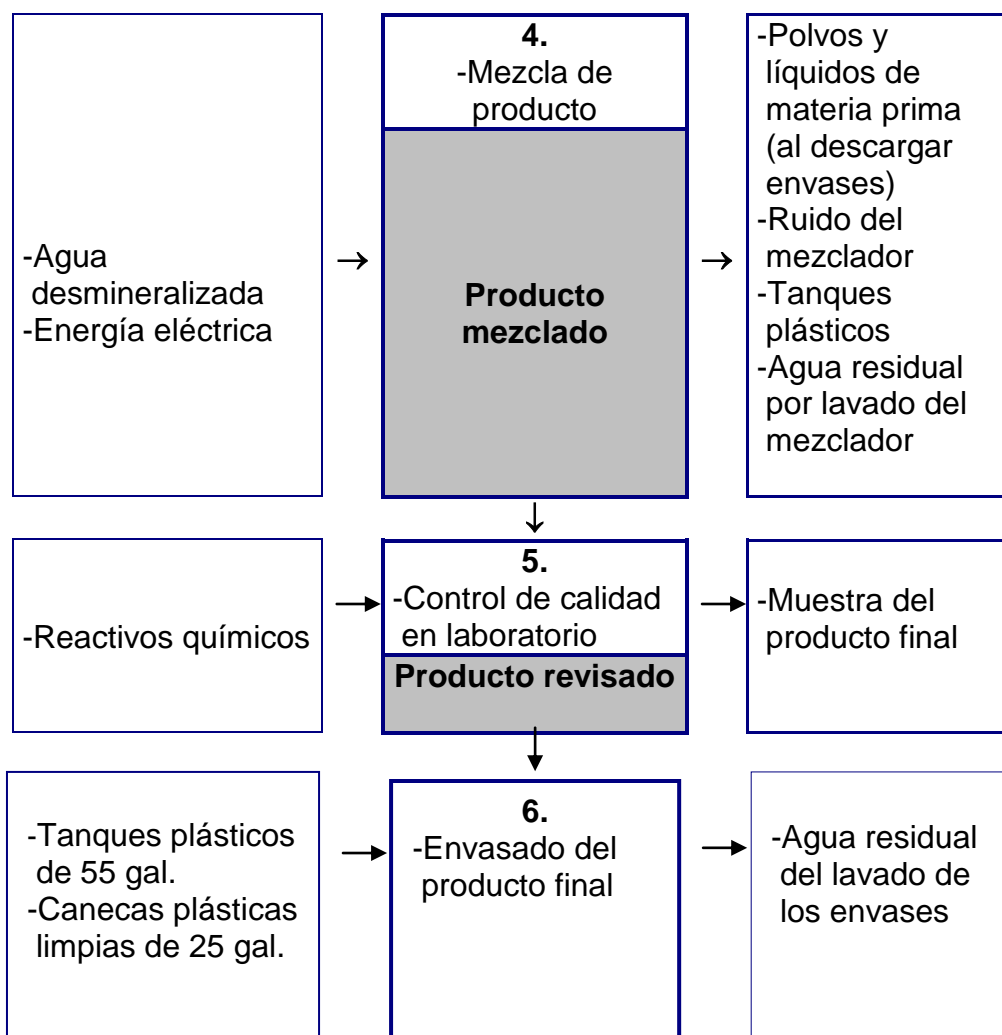 -Agua
desmineralizada
-Energía eléctrica
→
4.
-Mezcla de
producto
Producto
mezclado
→
-Polvos y
líquidos de
materia prima
(al descargar
envases)
-Ruido del
mezclador
-Tanques
plásticos
-Agua residual
por lavado del
mezclador
↓
-Reactivos químicos
→
5.
-Control de calidad
en laboratorio
Producto revisado
→
-Muestra del
producto final
↓
-Tanques plásticos
de 55 gal.
-Canecas plásticas
limpias de 25 gal.
→
6.
-Envasado del
producto final
→
-Agua residual
del lavado de
los envases